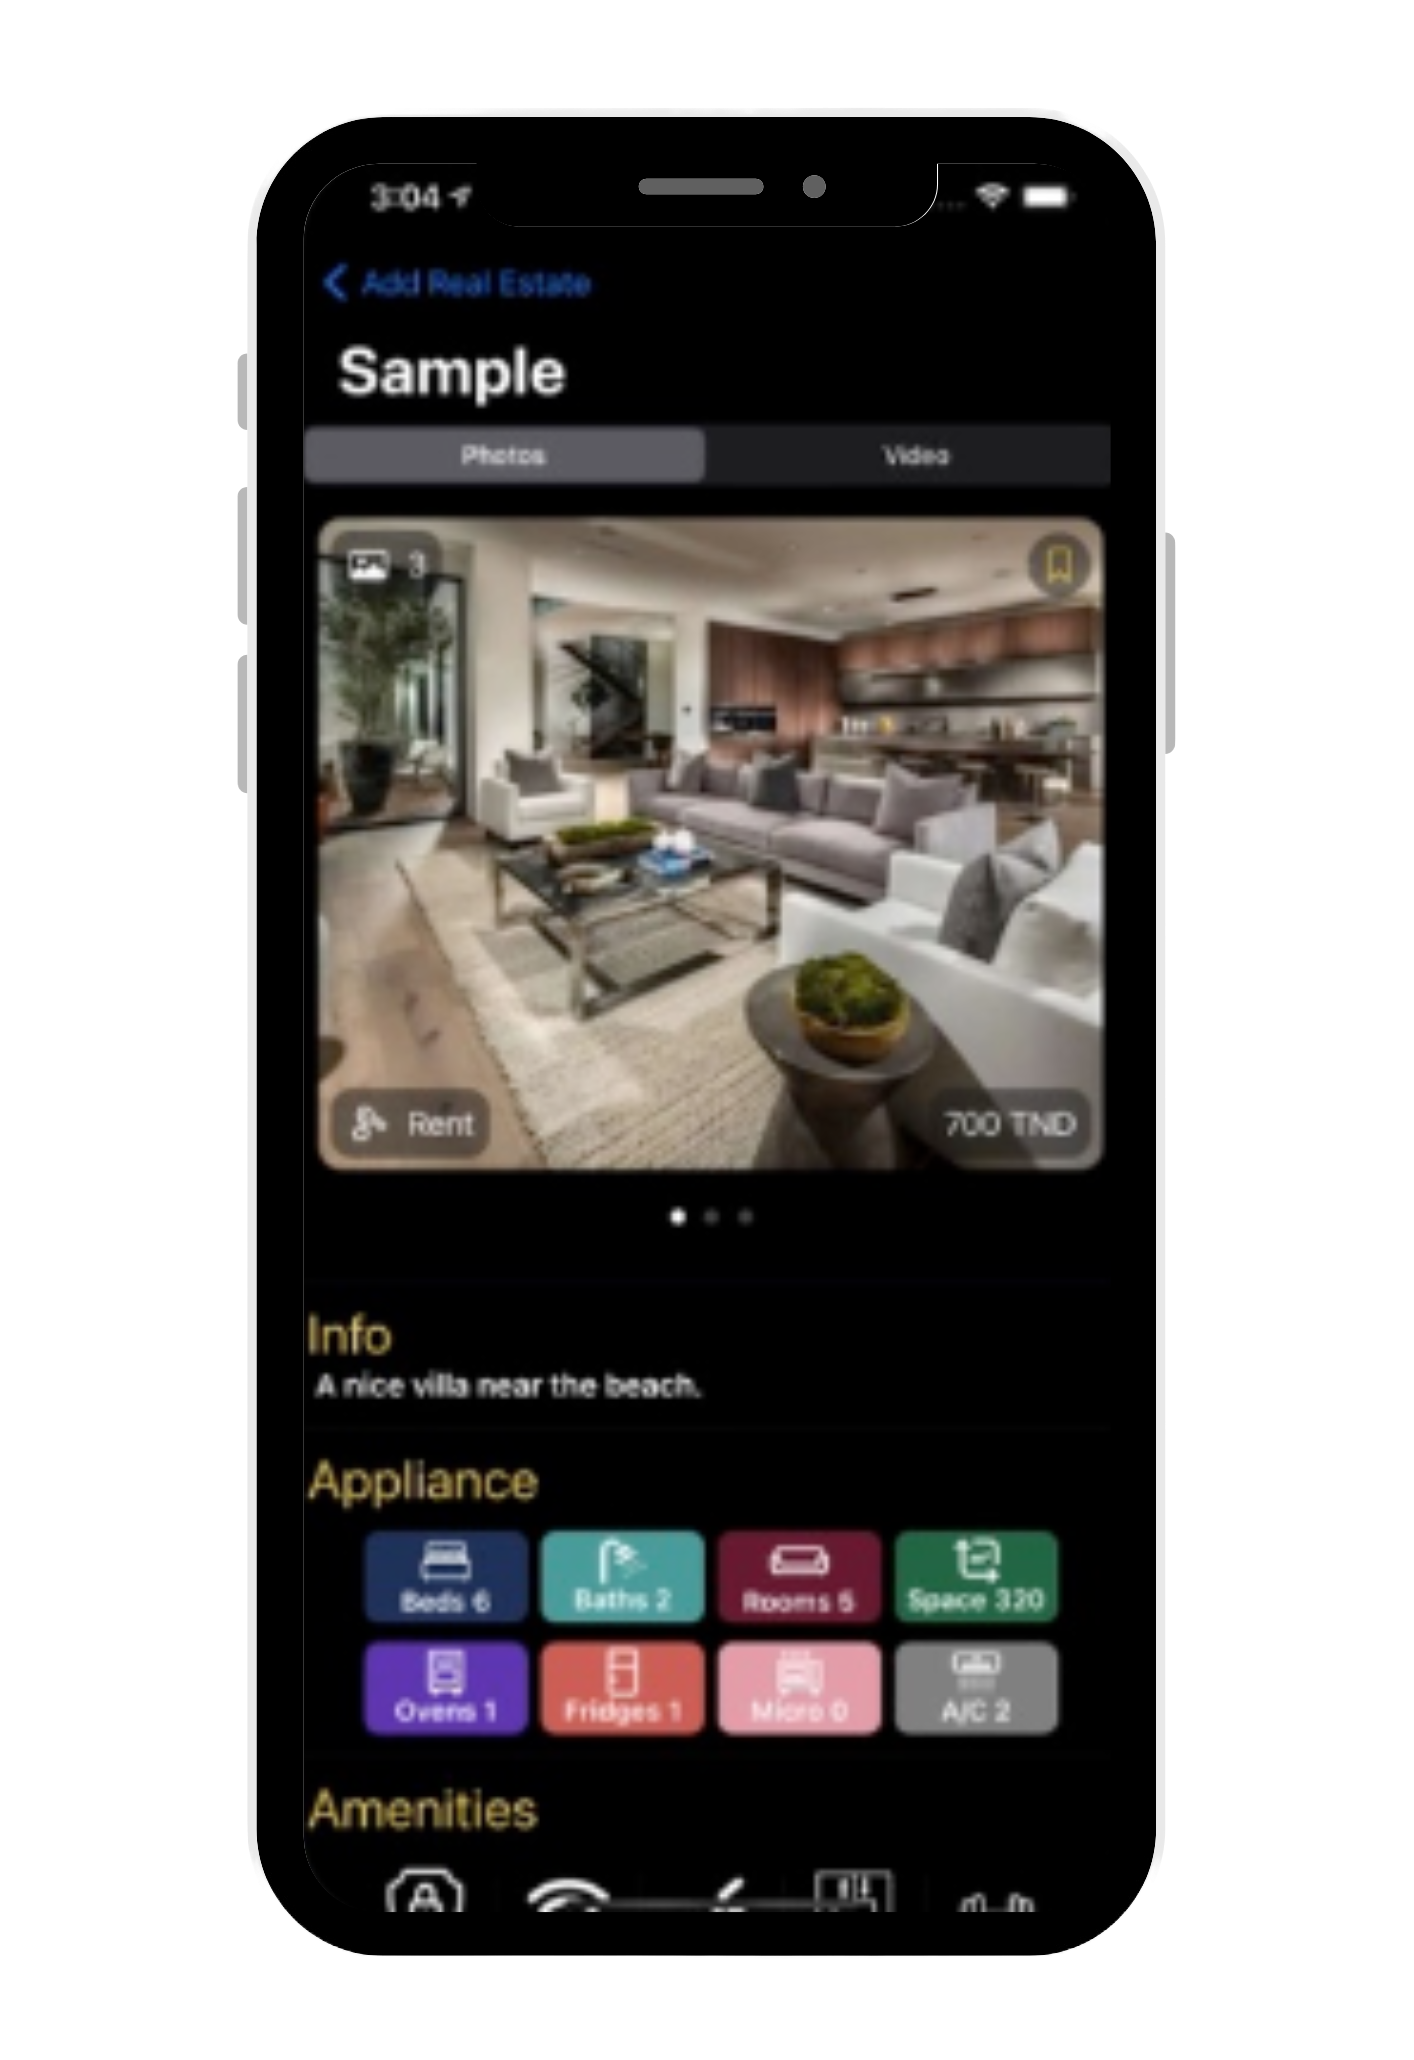 3:04
Add Real Estate
Sample
Photos Video
3
Rent 700 TND
Info
A nice villa near the beach.
Appliance
Beds 6 Baths 2 Rooms 5 Space 320
Ovens 1 Fridges 1 Micro 0 A/C 2
Amenities